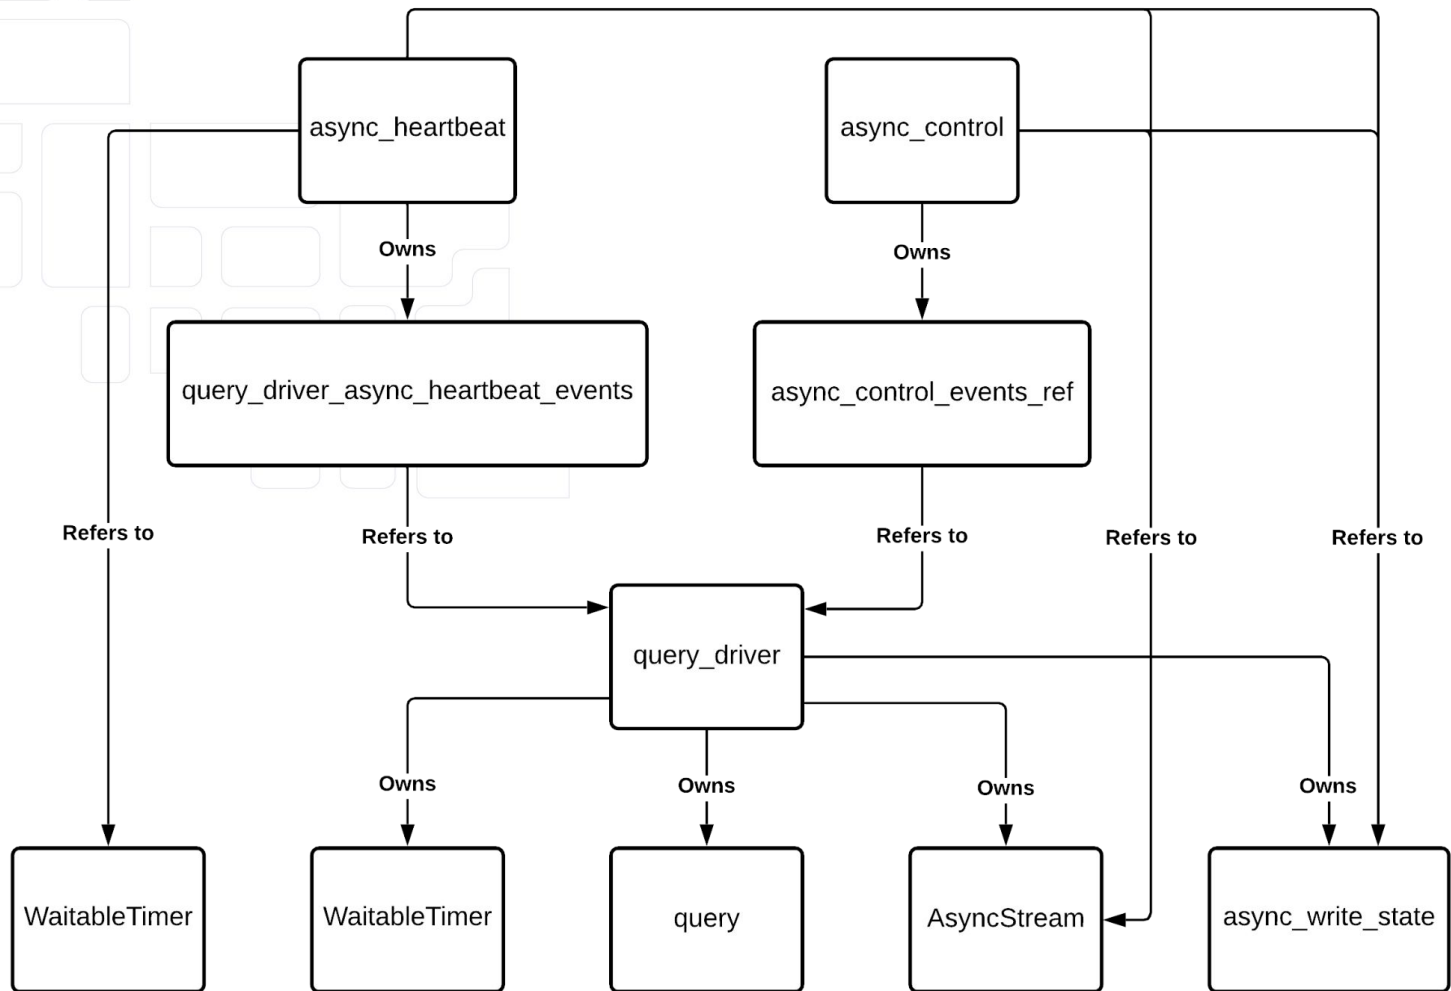 async_heartbeat
async_control
Owns
Owns
query_driver_async_heartbeat_events
async_control_events_ref
Refers to
Refers to
Refers to
Refers to
Refers to
query_driver
Owns
Owns
Owns
Owns
WaitableTimer
WaitableTimer
query
AsyncStream
async_write_state